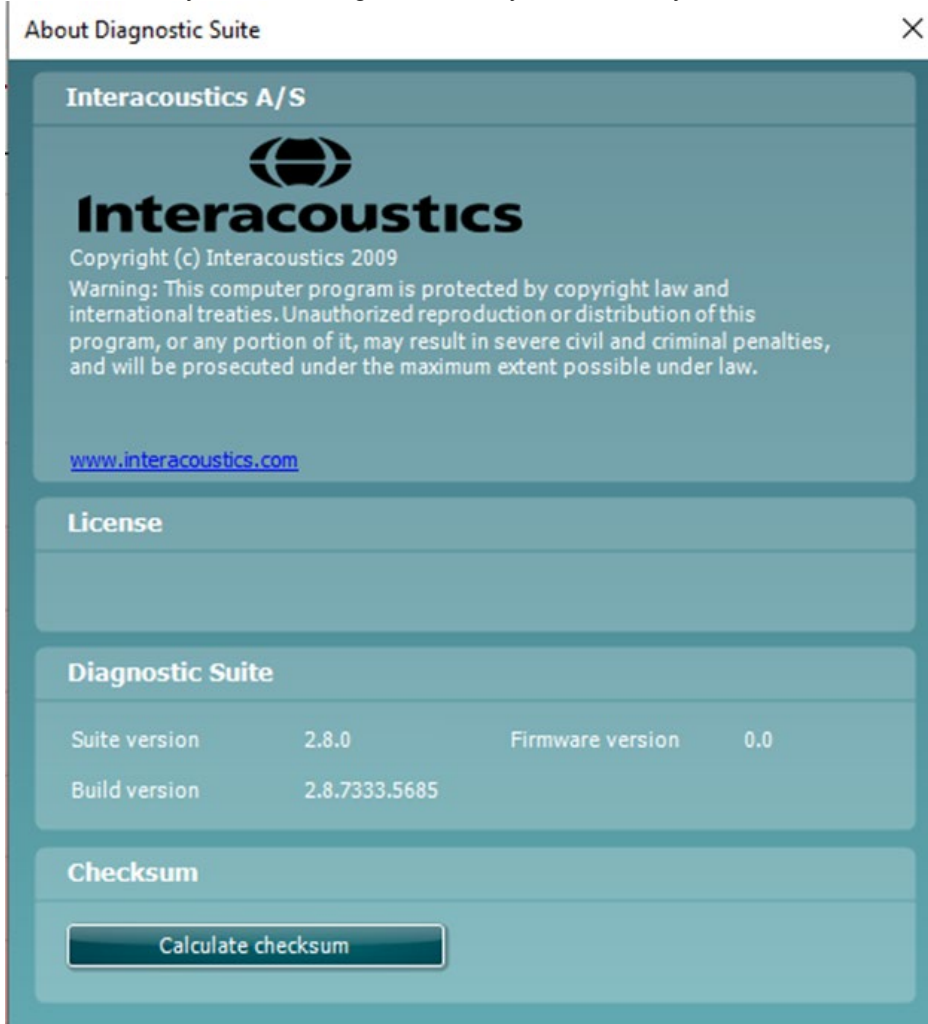 About Diagnostic Suite
Interacoustics A/S
Interacoustics
Copyright (c) Interacoustics 2009
Warning: This computer program is protected by copyright law and
international treaties. Unauthorized reproduction or distribution of this
program, or any portion of it, may result in severe civil and criminal penalties,
and will be prosecuted under the maximum extent possible under law.
www.interacoustics.com
License
Diagnostic Suite
Suite version 2.8.0 Firmware version 0.0
Build version 2.8.7333.5685
Checksum
Calculate checksum